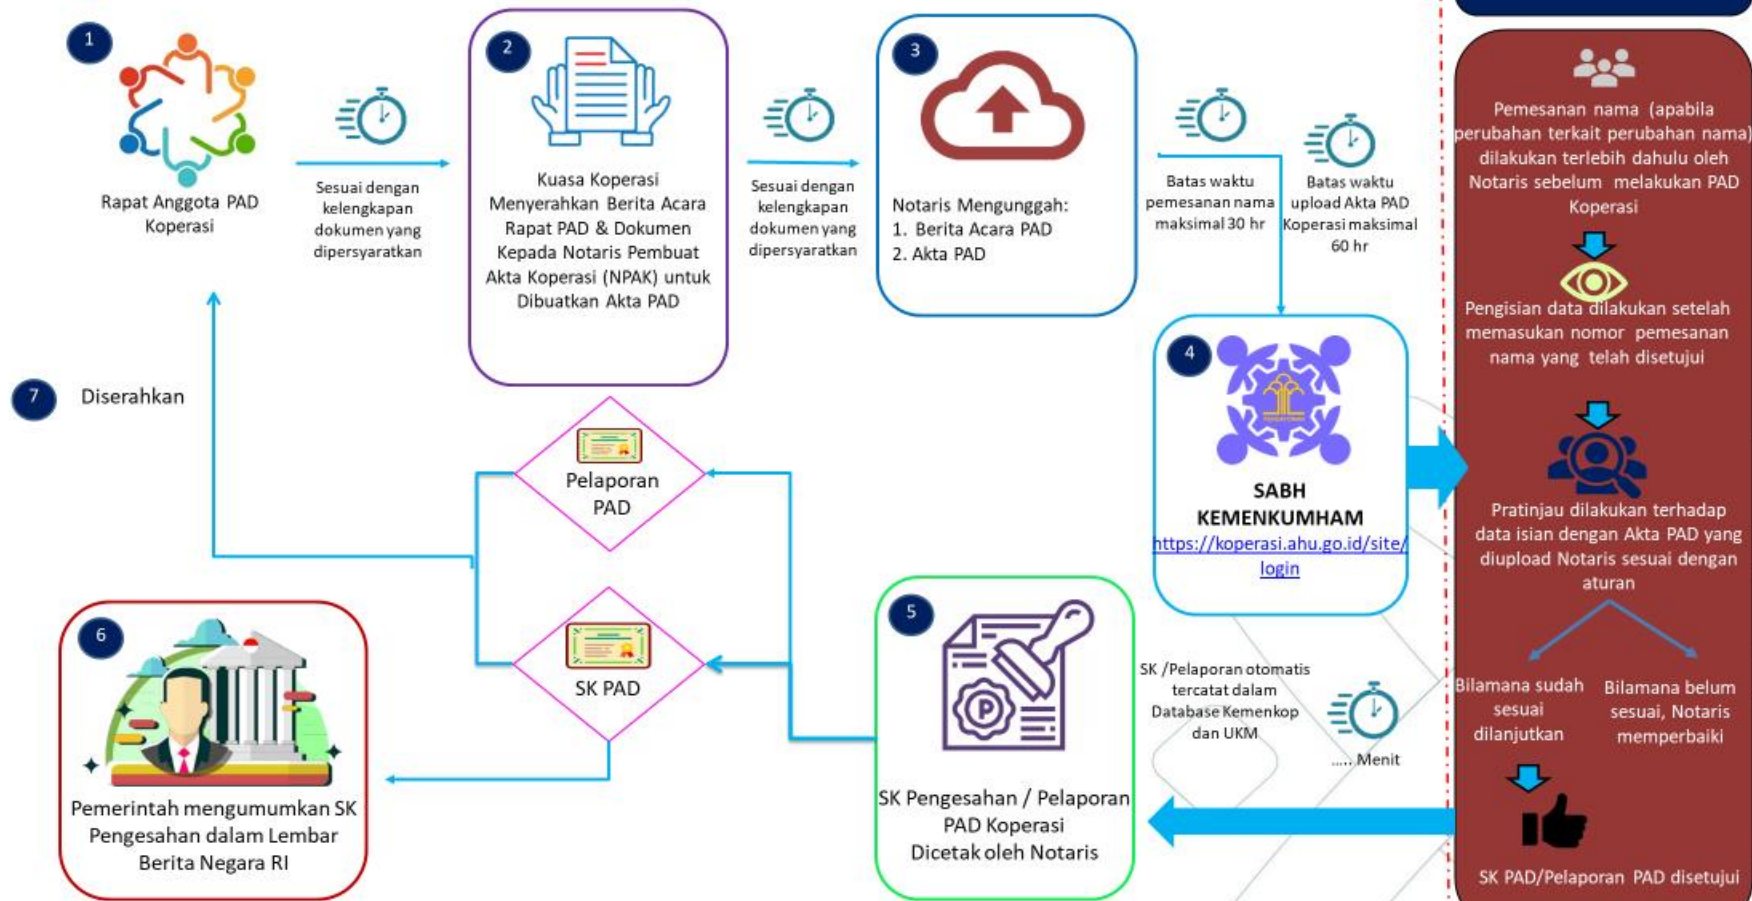 1
Rapat Anggota PAD
Koperasi
Sesuai dengan
kelengkapan
dokumen yang
dipersyaratkan
2
Kuasa Koperasi
Menyerahkan Berita Acara
Rapat PAD & Dokumen
Kepada Notaris Pembuat
Akta Koperasi (NPAK) untuk
Dibuatkan Akta PAD
Sesuai dengan
kelengkapan
dokumen yang
dipersyaratkan
3
Notaris Mengunggah:
1. Berita Acara PAD
2. Akta PAD
Batas waktu
pemesanan nama
maksimal 30 hr
Batas waktu
upload Akta PAD
Koperasi maksimal
60 hr
4
SABH
KEMENKUMHAM
https://koperasi.ahu.go.id/site/
login
Pemesanan nama (apabila
perubahan terkait perubahan nama)
dilakukan terlebih dahulu oleh
Notaris sebelum melakukan PAD
Koperasi
Pengisian data dilakukan setelah
memasukan nomor pemesanan
nama yang telah disetujui
Pratinjau dilakukan terhadap
data isian dengan Akta PAD yang
diupload Notaris sesuai dengan
aturan
Bilamana sudah
sesuai
dilanjutkan
Bilamana belum
sesuai, Notaris
memperbaiki
SK PAD/Pelaporan PAD disetujui
SK /Pelaporan otomatis
tercatat dalam
Database Kemenkop
dan UKM
..... Menit
5
P
SK Pengesahan / Pelaporan
PAD Koperasi
Dicetak oleh Notaris
Pelaporan
PAD
SK PAD
6
Pemerintah mengumumkan SK
Pengesahan dalam Lembar
Berita Negara RI
7
Diserahkan